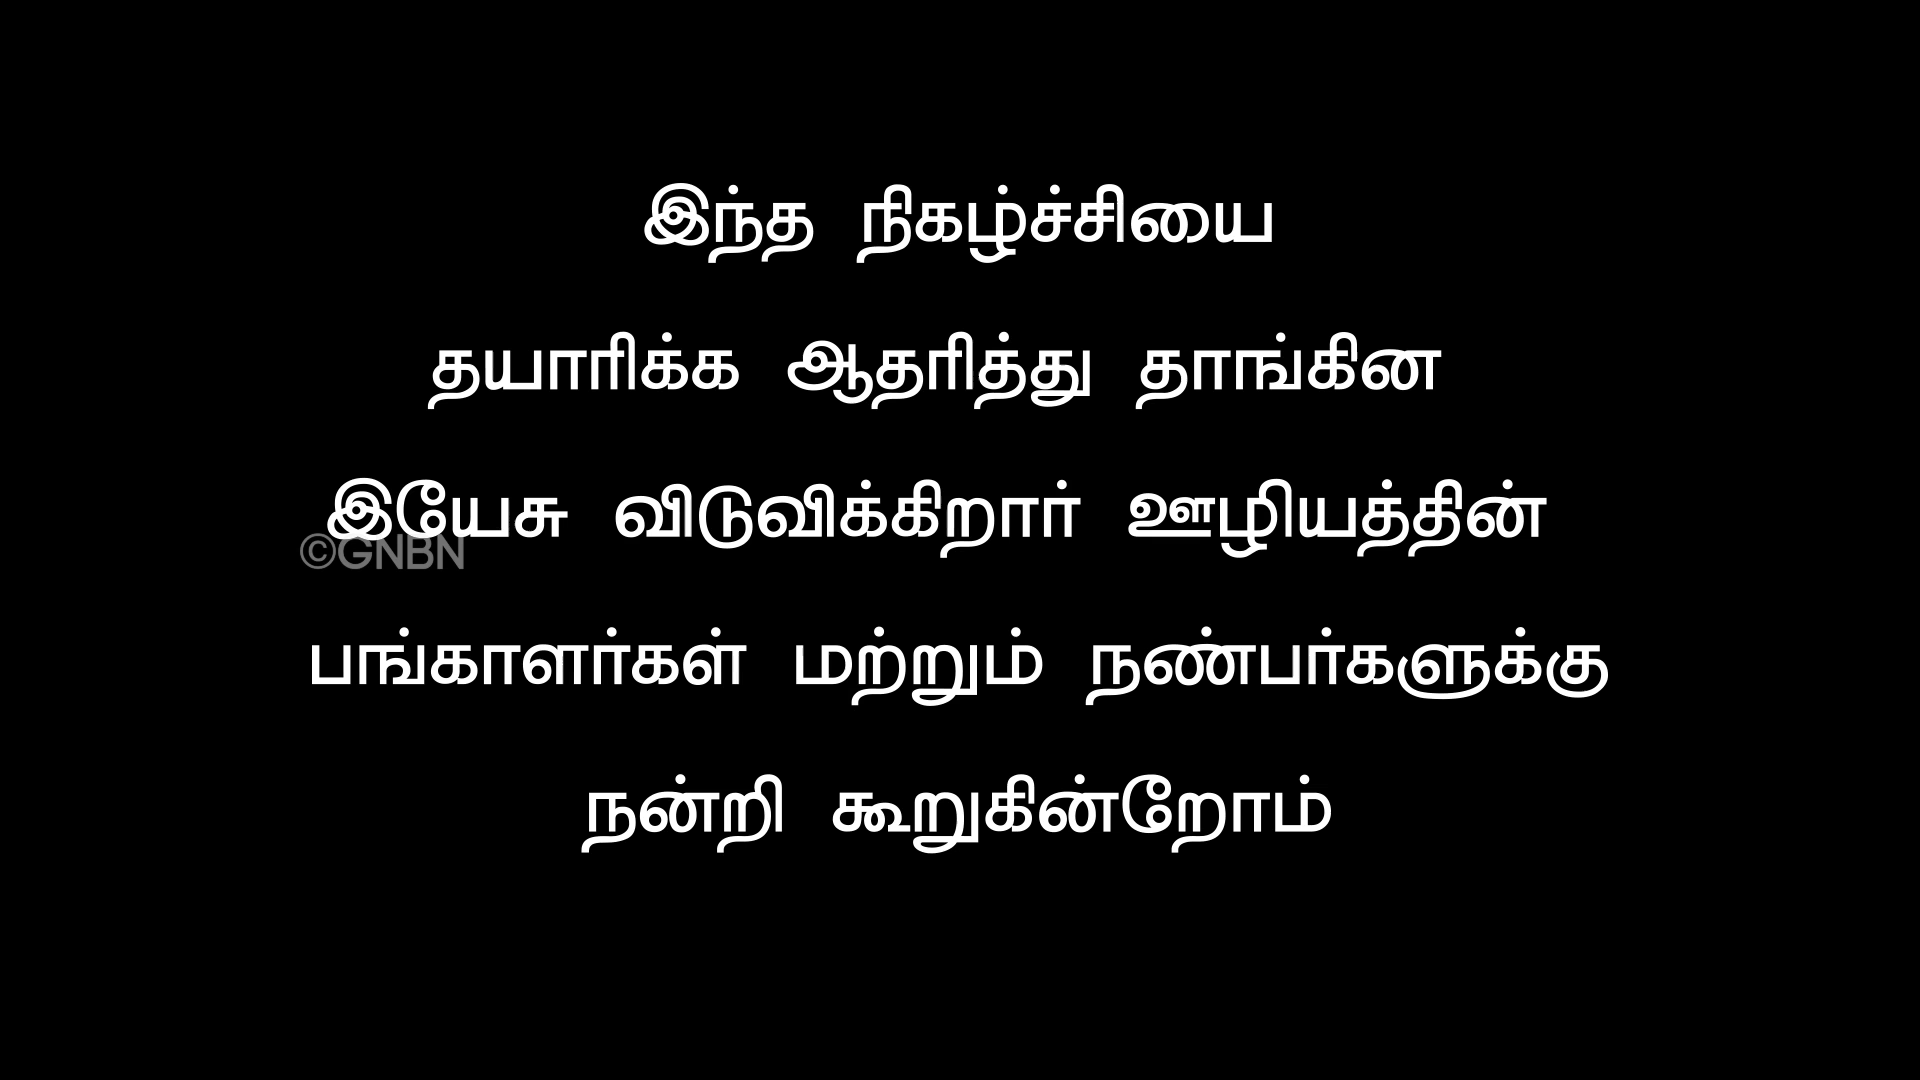 இந்த நிகழ்ச்சியை
தயாரிக்க ஆதரித்து தாங்கின
இயேசு விடுவிக்கிறார் ஊழியத்தின்
©GNBN
பங்காளர்கள் மற்றும் நண்பர்களுக்கு
நன்றி கூறுகின்றோம்